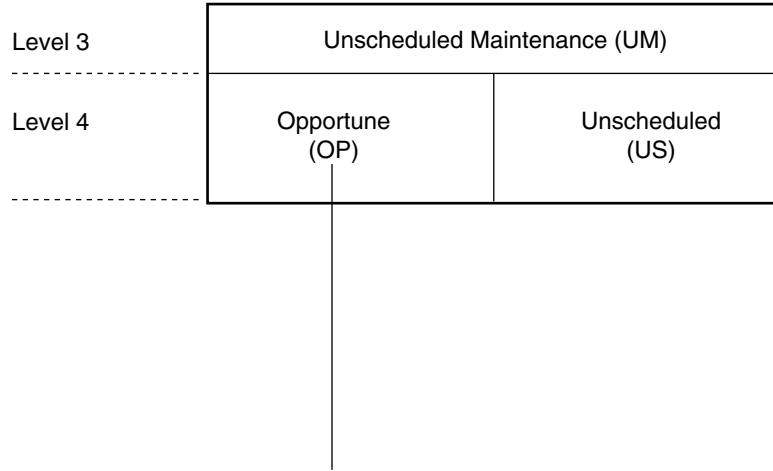 Level 3
Unscheduled Maintenance (UM)
Level 4
Opportune
(OP)
Unscheduled
(US)